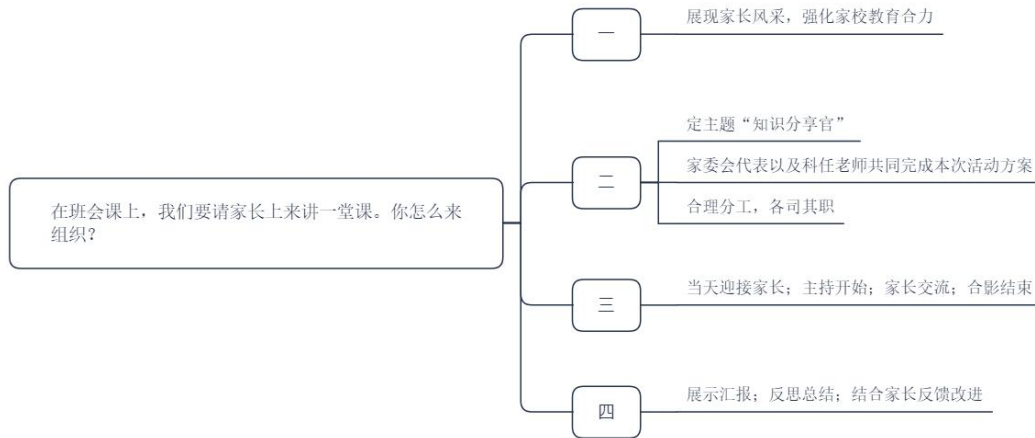 在班会课上，我们要请家长上来讲一堂课。你怎么来
组织？
一
展现家长风采，强化家校教育合力
二
定主题“知识分享官”
家委会代表以及科任老师共同完成本次活动方案
合理分工，各司其职
三
当天迎接家长；主持开始；家长交流；合影结束
四
展示汇报；反思总结；结合家长反馈改进